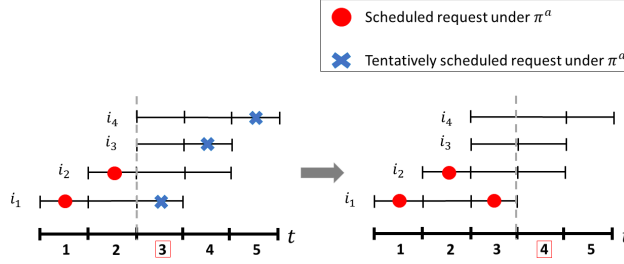 Scheduled request under π^a
Tentatively scheduled request under π^a
i₄
i₃
i₂
i₁
t
1 2 3 4 5
i₄
i₃
i₂
i₁
t
1 2 3 4 5